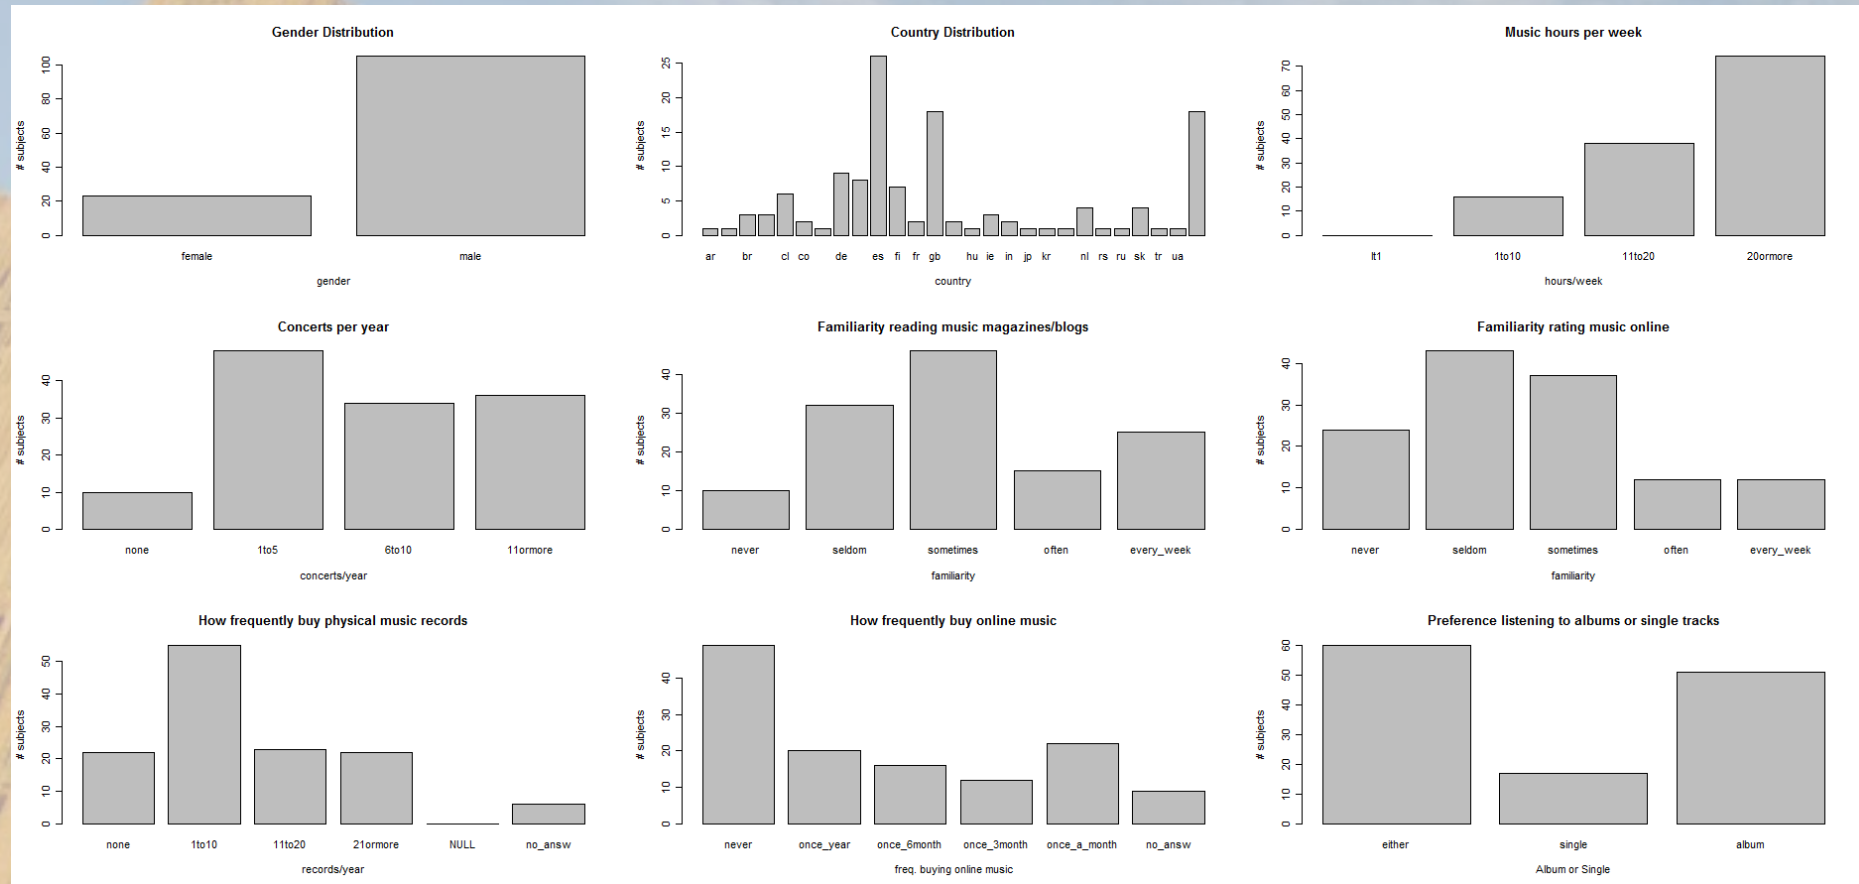 Gender Distribution
# subjects
100
80
60
40
20
0
female male
gender
Country Distribution
# subjects
25
20
15
10
5
0
ar br cl co de es fi fr gb hu ie in jp kr nl rs ru sk tr ua
country
Music hours per week
# subjects
70
60
50
40
30
20
10
0
lt1 1to10 11to20 20ormore
hours/week
Concerts per year
# subjects
40
30
20
10
0
none 1to5 6to10 11ormore
concerts/year
Familiarity reading music magazines/blogs
# subjects
40
30
20
10
0
never seldom sometimes often every_week
familiarity
Familiarity rating music online
# subjects
40
30
20
10
0
never seldom sometimes often every_week
familiarity
How frequently buy physical music records
# subjects
50
40
30
20
10
0
none 1to10 11to20 21ormore NULL no_answ
records/year
How frequently buy online music
# subjects
40
30
20
10
0
never once_year once_6month once_3month once_a_month no_answ
freq. buying online music
Preference listening to albums or single tracks
# subjects
60
50
40
30
20
10
0
either single album
Album or Single